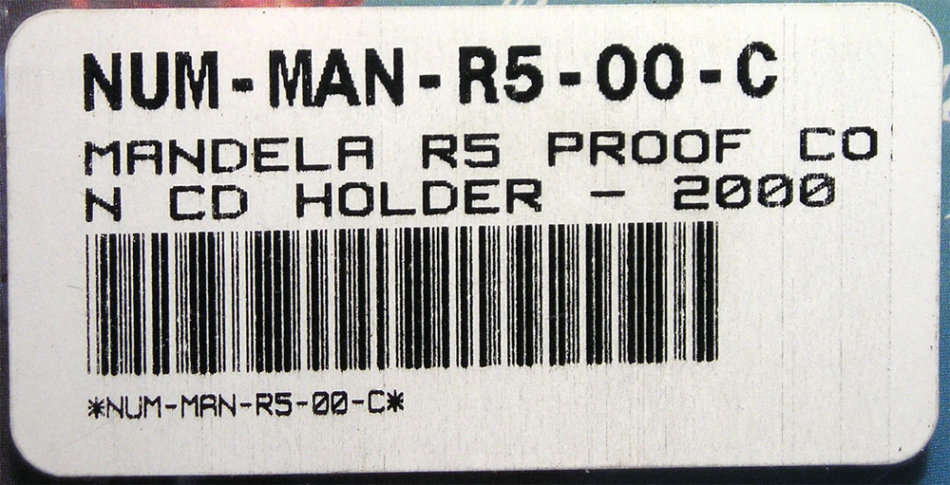 NUM-MAN-R5-00-C
MANDELA R5 PROOF CO
N CD HOLDER - 2000
*NUM-MAN-R5-00-C*